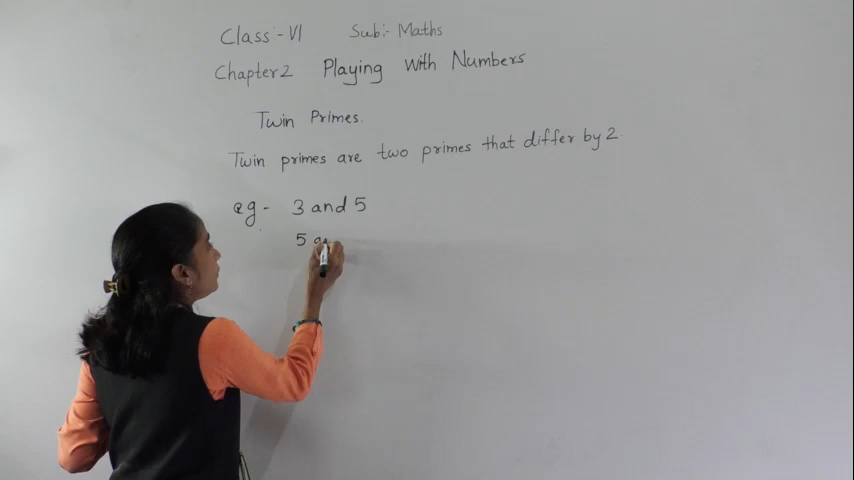 Class:- VI Sub:- Maths
Chapter 2 Playing with Numbers
Twin Primes.
Twin primes are two primes that differ by 2.
eg - 3 and 5
5 a